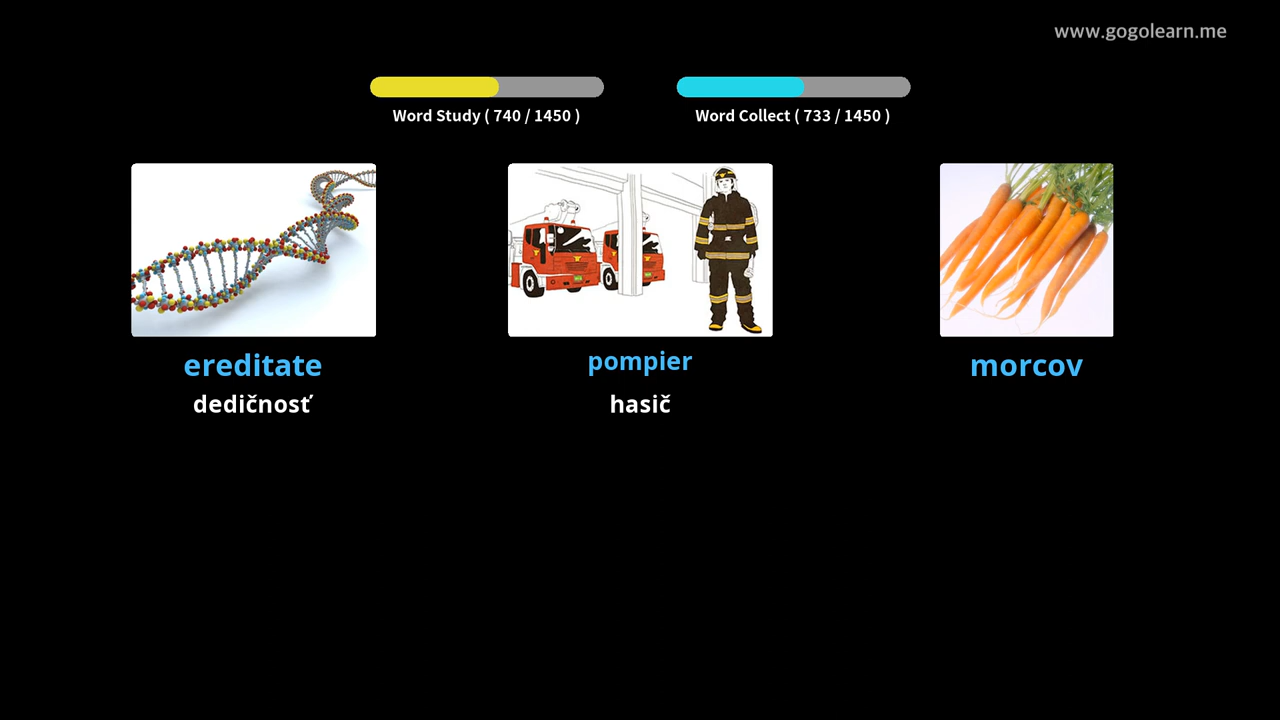 www.gogolearn.me
Word Study ( 740 / 1450 )
Word Collect ( 733 / 1450 )
ereditate
pompier
morcov
dedičnosť
hasič